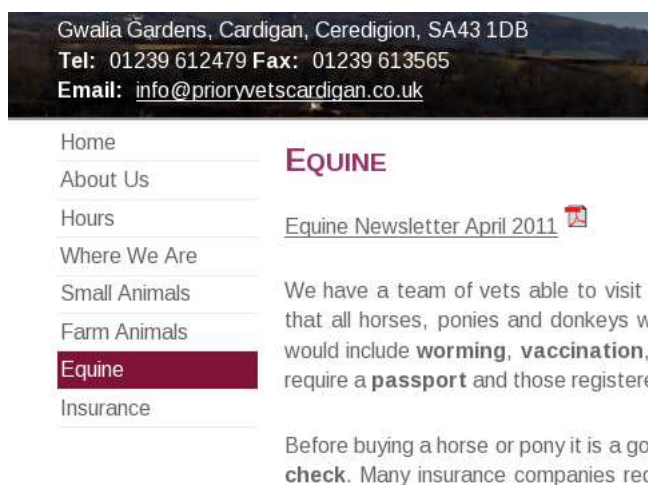 Gwalia Gardens, Cardigan, Ceredigion, SA43 1DB
Tel: 01239 612479 Fax: 01239 613565
Email: info@prioryvetscardigan.co.uk
Home
About Us
Hours
Where We Are
Small Animals
Farm Animals
Equine
Insurance
EQUINE
Equine Newsletter April 2011
We have a team of vets able to visit
that all horses, ponies and donkeys
would include worming, vaccination,
require a passport and those
Before buying a horse or pony it is a
check. Many insurance companies